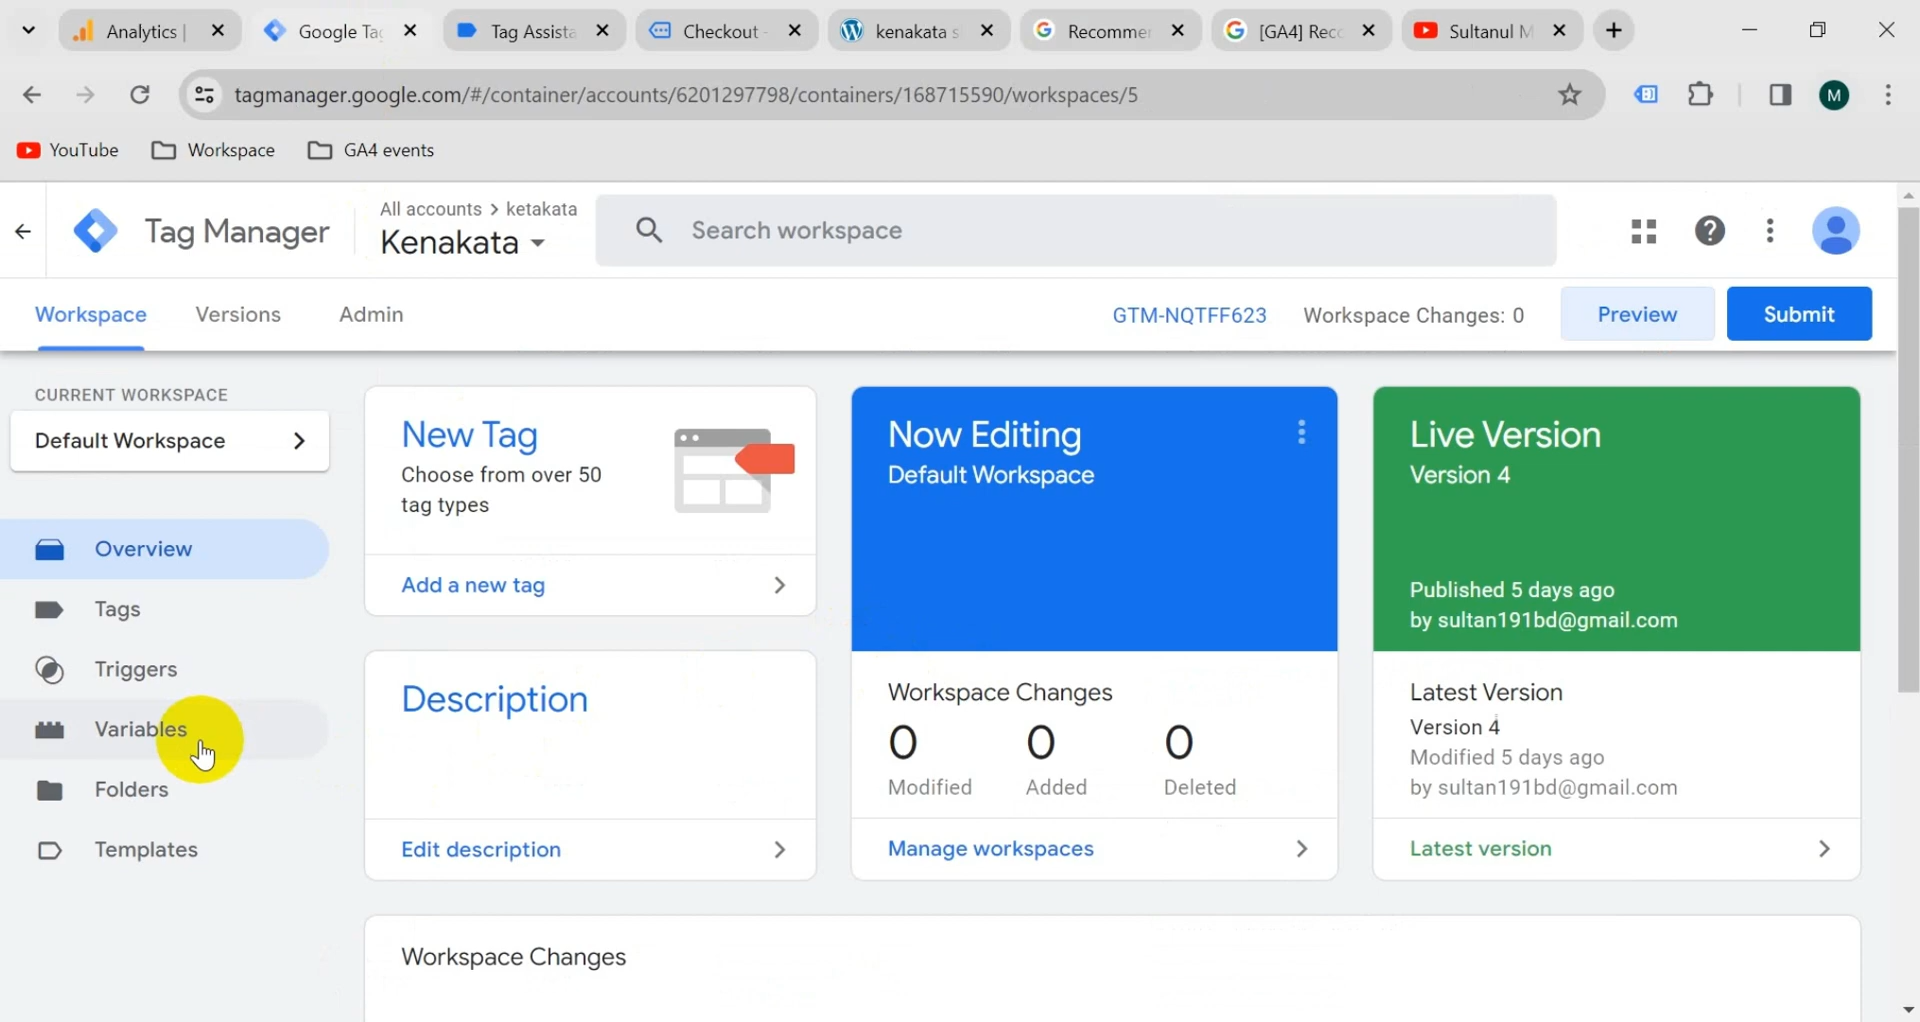 Analytics |
Google Tag
Tag Assista
Checkout -
kenakata s
Recommer
[GA4] Reco
Sultanul M
tagmanager.google.com/#/container/accounts/6201297798/containers/168715590/workspaces/5
M
YouTube
Workspace
GA4 events
Tag Manager
All accounts > ketakata
Kenakata
Search workspace
Workspace
Versions
Admin
GTM-NQTFF623
Workspace Changes: 0
Preview
Submit
CURRENT WORKSPACE
Default Workspace
Overview
Tags
Triggers
Variables
Folders
Templates
New Tag
Choose from over 50
tag types
Add a new tag
Description
Edit description
Now Editing
Default Workspace
Workspace Changes
0 0 0
Modified Added Deleted
Manage workspaces
Live Version
Version 4
Published 5 days ago
by sultan191bd@gmail.com
Latest Version
Version 4
Modified 5 days ago
by sultan191bd@gmail.com
Latest version
Workspace Changes